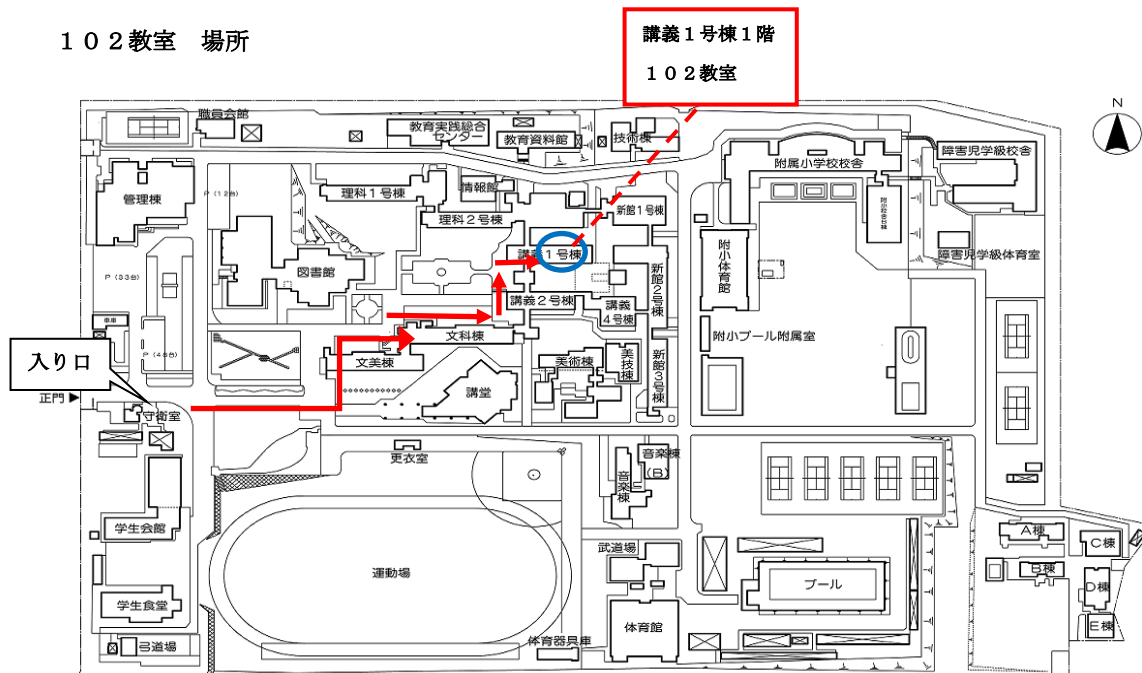 １０２教室　場所
講義１号棟１階
１０２教室
N
職員会館
教育実践総合
センター
教育資料館
技術棟
附属小学校校舎
障害児学級校舎
管理棟
P（12台）
理科１号棟
情報館
理科２号棟
新館１号棟
障害児学級体育室
図書館
講義１号棟
新館２号棟
附小体育館
P（33台）
講義２号棟
講義
４号棟
文科棟
附小プール附属室
入り口
P（48台）
文美棟
美術棟
美技棟
新館３号棟
講堂
正門
守衛室
更衣室
音楽棟
音楽棟
（B）
学生会館
運動場
武道場
プール
A棟
B棟
C棟
D棟
E棟
学生食堂
体育館
体育器具庫
弓道場